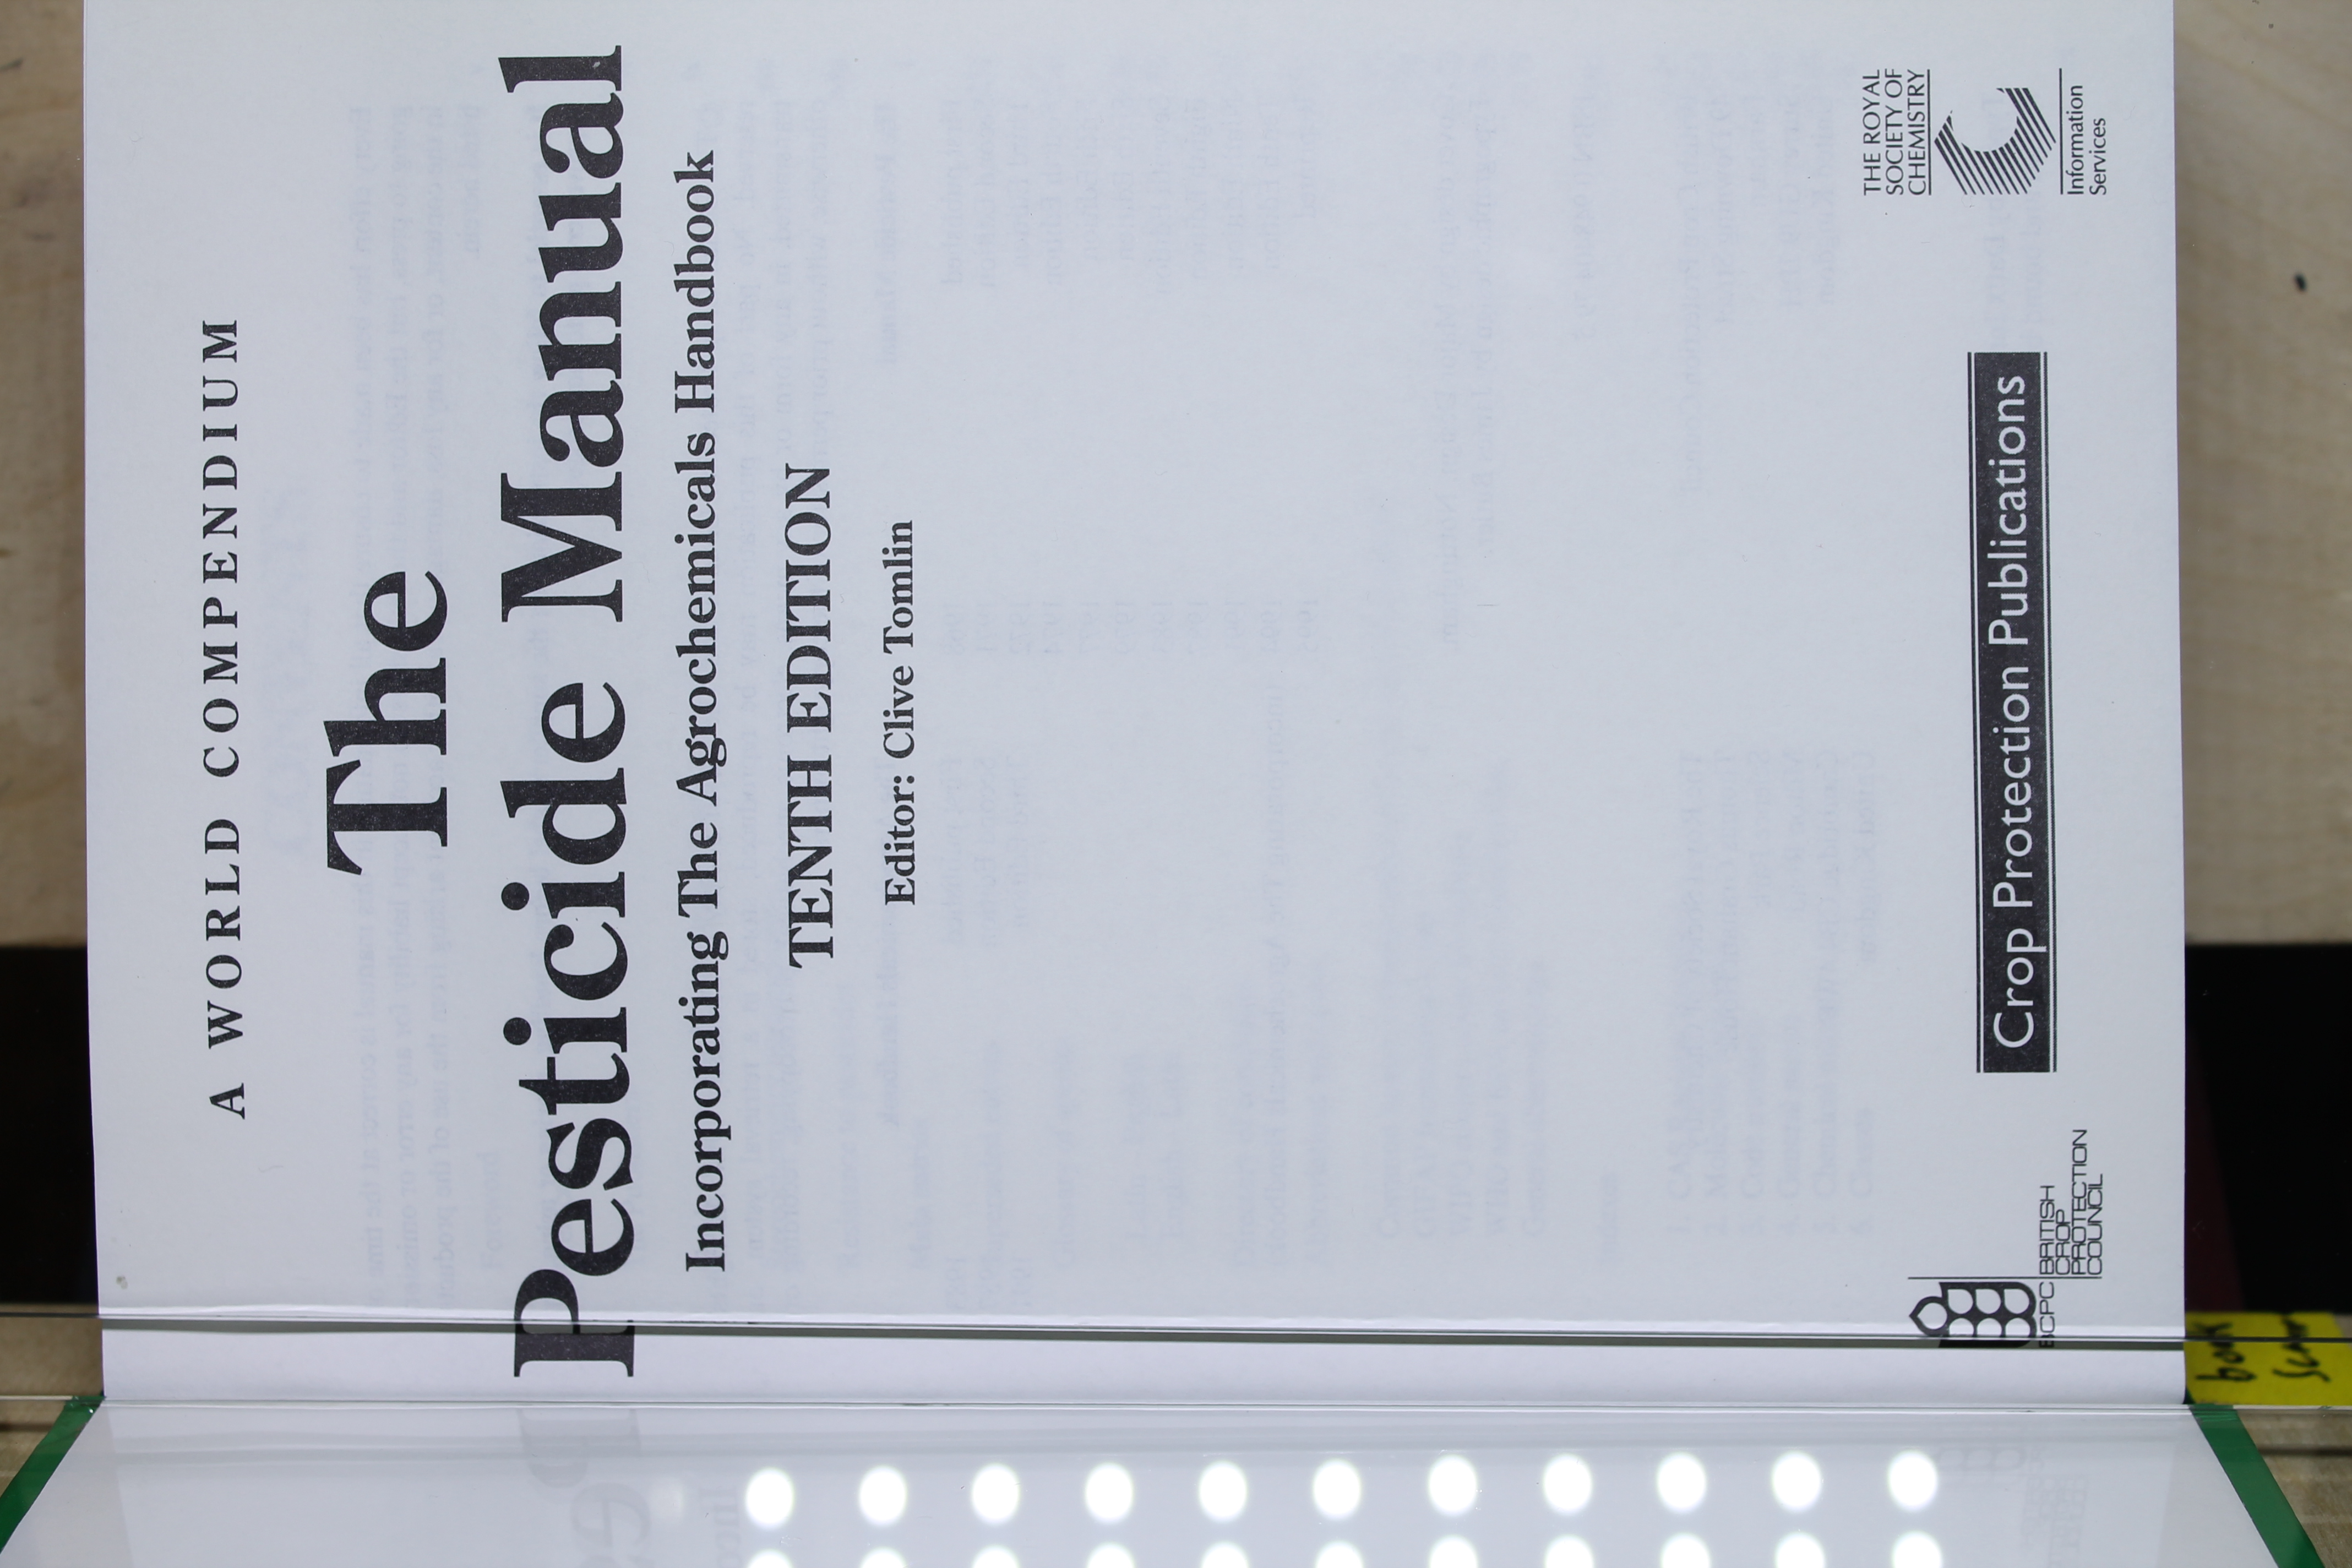 A WORLD COMPENDIUM
The
Pesticide Manual
Incorporating The Agrochemicals Handbook
TENTH EDITION
Editor: Clive Tomlin
BCPC
BRITISH
CROP
PROTECTION
COUNCIL
Crop Protection Publications
THE ROYAL
SOCIETY OF
CHEMISTRY
Information
Services
book